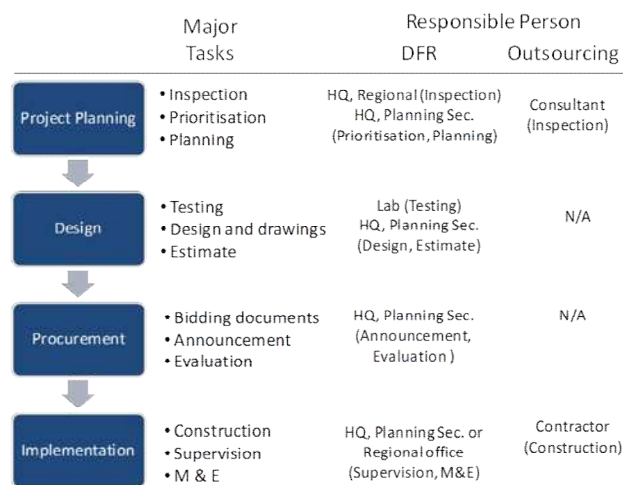 Major Tasks
Responsible Person
DFR
Outsourcing
Project Planning
• Inspection
• Prioritisation
• Planning
HQ, Regional (Inspection)
HQ, Planning Sec.
(Prioritisation, Planning)
Consultant
(Inspection)
Design
• Testing
• Design and drawings
• Estimate
Lab (Testing)
HQ, Planning Sec.
(Design, Estimate)
N/A
Procurement
• Bidding documents
• Announcement
• Evaluation
HQ, Planning Sec.
(Announcement,
Evaluation )
N/A
Implementation
• Construction
• Supervision
• M & E
HQ, Planning Sec. or
Regional office
(Supervision, M&E)
Contractor
(Construction)